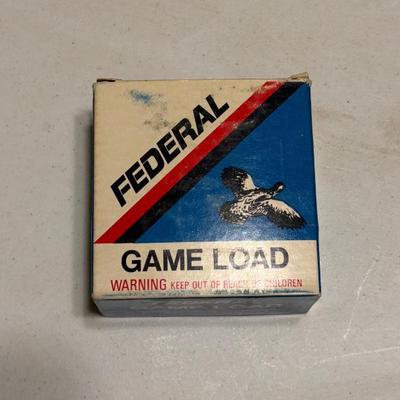 FEDERAL
GAME LOAD
WARNING KEEP OUT OF REACH OF CHILDREN